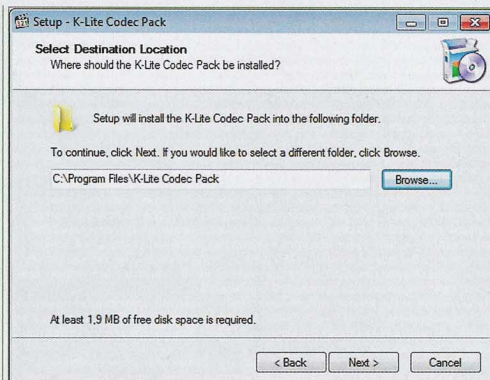 Setup - K-Lite Codec Pack
Select Destination Location
Where should the K-Lite Codec Pack be installed?
Setup will install the K-Lite Codec Pack into the following folder.
To continue, click Next. If you would like to select a different folder, click Browse.
C:\Program Files\K-Lite Codec Pack
Browse...
At least 1,9 MB of free disk space is required.
< Back
Next >
Cancel